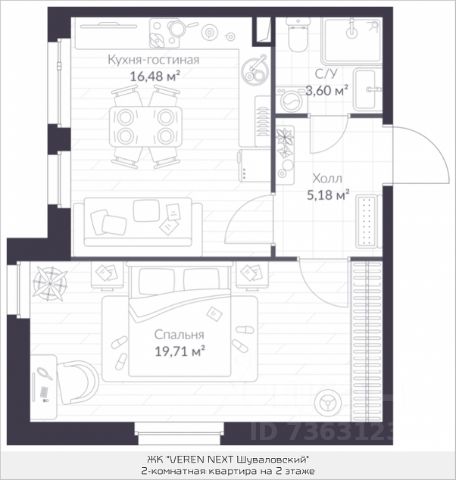 Кухня-гостиная
16,48 м²
С/У
3,60 м²
Холл
5,18 м²
Спальня
19,71 м²
ID 7363123
ЖК "VEREN NEXT Шуваловский"
2-комнатная квартира на 2 этаже